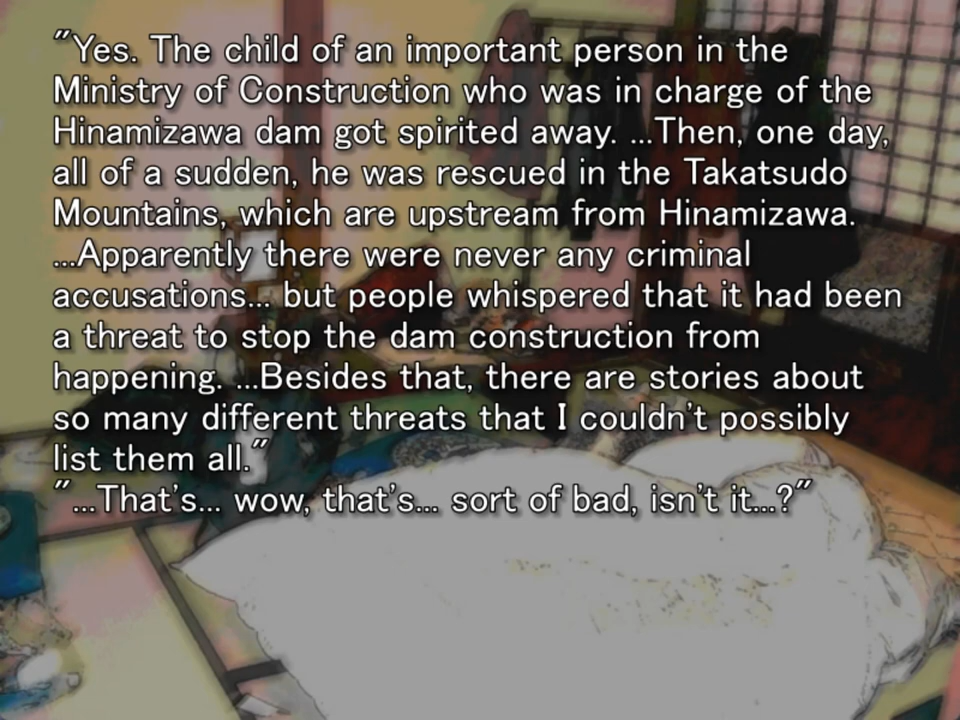 "Yes. The child of an important person in the
Ministry of Construction who was in charge of the
Hinamizawa dam got spirited away. ...Then, one day,
all of a sudden, he was rescued in the Takatsudo
Mountains, which are upstream from Hinamizawa.
...Apparently there were never any criminal
accusations... but people whispered that it had been
a threat to stop the dam construction from
happening. ...Besides that, there are stories about
so many different threats that I couldn't possibly
list them all."
"...That's... wow, that's... sort of bad, isn't it...?"